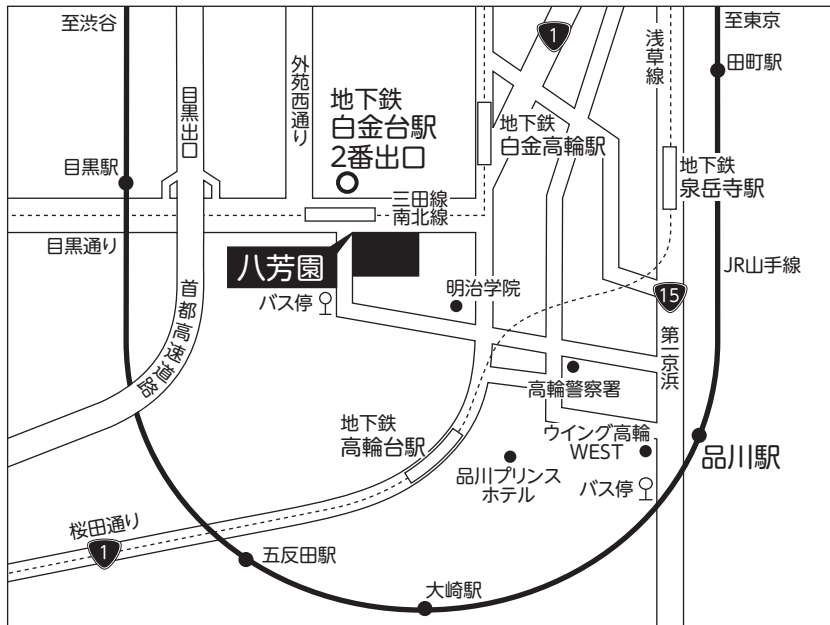 至渋谷
至東京
1
外苑西通り
浅草線
田町駅
目黒出口
地下鉄
白金台駅
2番出口
地下鉄
白金高輪駅
目黒駅
地下鉄
泉岳寺駅
三田線
南北線
目黒通り
八芳園
JR山手線
バス停
明治学院
15
首都高速道路
第一京浜
高輪警察署
地下鉄
高輪台駅
ウイング高輪
WEST
品川駅
品川プリンス
ホテル
バス停
桜田通り
1
五反田駅
大崎駅